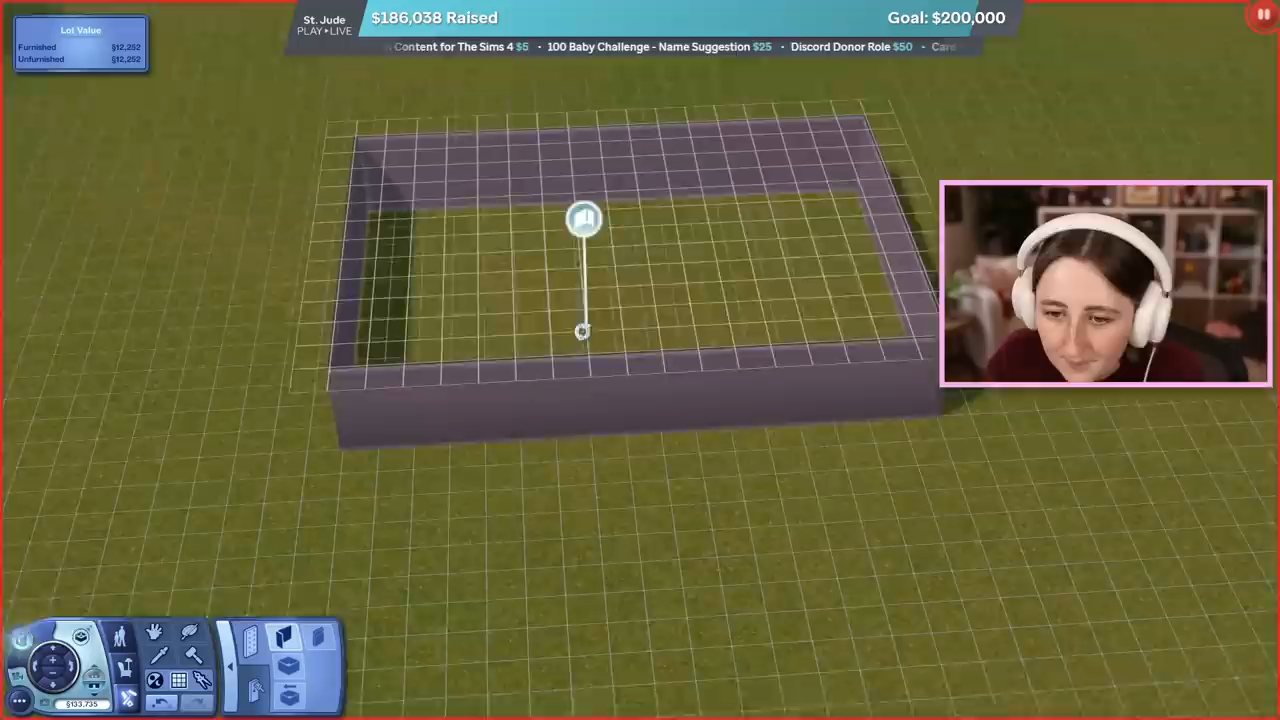 St. Jude
PLAY▸LIVE
$186,038 Raised
Goal: $200,000
Content for The Sims 4 $5 • 100 Baby Challenge - Name Suggestion $25 • Discord Donor Role $50 •
Lot Value
Furnished §12,252
Unfurnished §12,252
§133,735